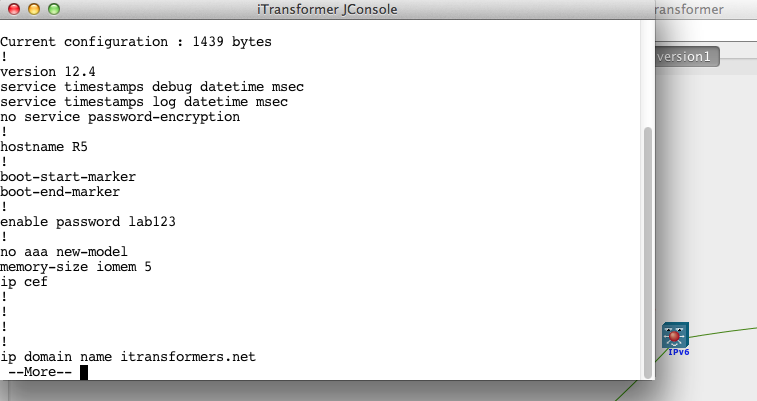 iTransformer JConsole
ransformer
version1
Current configuration : 1439 bytes
!
version 12.4
service timestamps debug datetime msec
service timestamps log datetime msec
no service password-encryption
!
hostname R5
!
boot-start-marker
boot-end-marker
!
enable password lab123
!
no aaa new-model
memory-size iomem 5
ip cef
!
!
!
!
ip domain name itransformers.net
--More--
IPv6